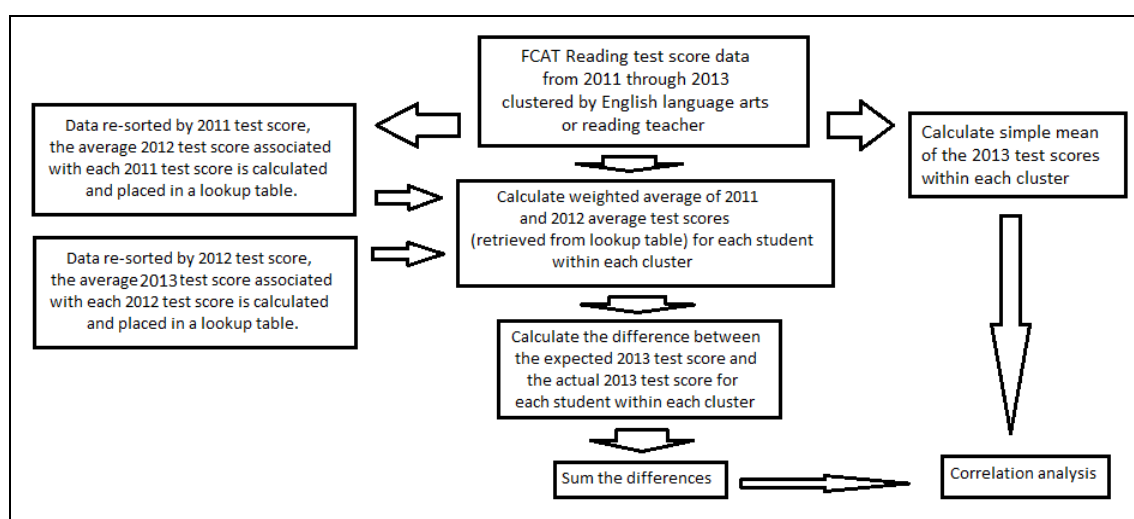 FCAT Reading test score data
from 2011 through 2013
clustered by English language arts
or reading teacher
Data re-sorted by 2011 test score,
the average 2012 test score associated
with each 2011 test score is calculated
and placed in a lookup table.
Calculate simple mean
of the 2013 test scores
within each cluster
Calculate weighted average of 2011
and 2012 average test scores
(retrieved from lookup table) for each student
within each cluster
Data re-sorted by 2012 test score,
the average 2013 test score associated
with each 2012 test score is calculated
and placed in a lookup table.
Calculate the difference between
the expected 2013 test score and
the actual 2013 test score for
each student within each cluster
Sum the differences
Correlation analysis